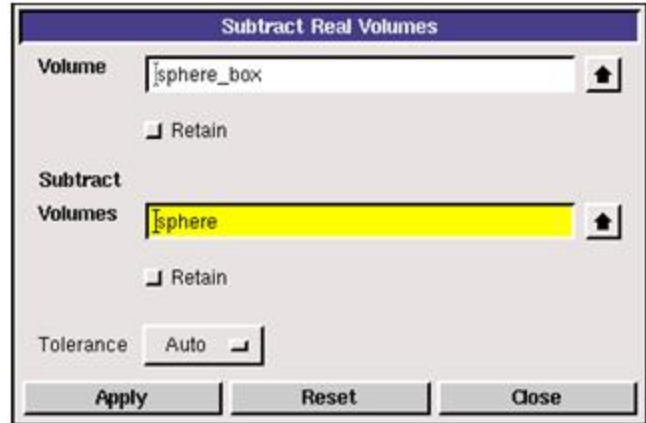 Subtract Real Volumes
Volume sphere_box
Retain
Subtract
Volumes sphere
Retain
Tolerance Auto
Apply Reset Close